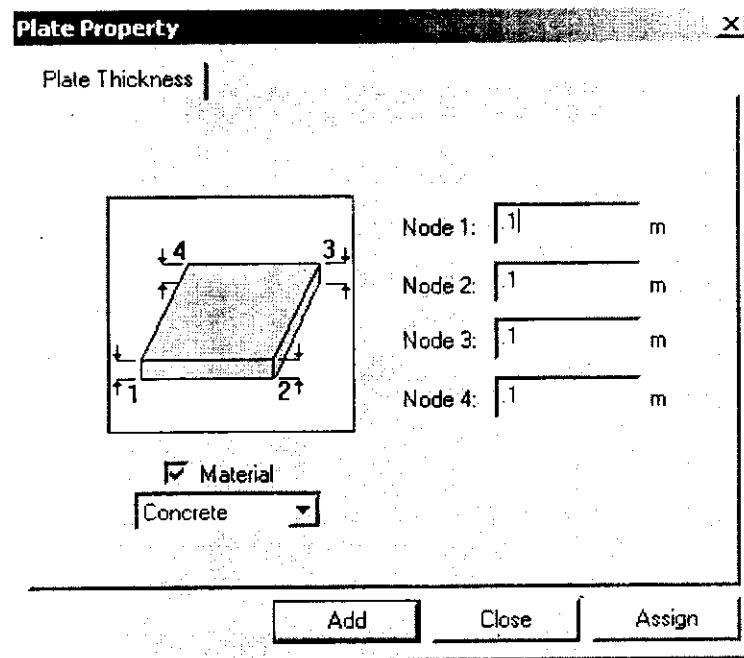 Plate Property
Plate Thickness
4 3
1 2
Node 1: .1 m
Node 2: .1 m
Node 3: .1 m
Node 4: .1 m
Material
Concrete
Add Close Assign